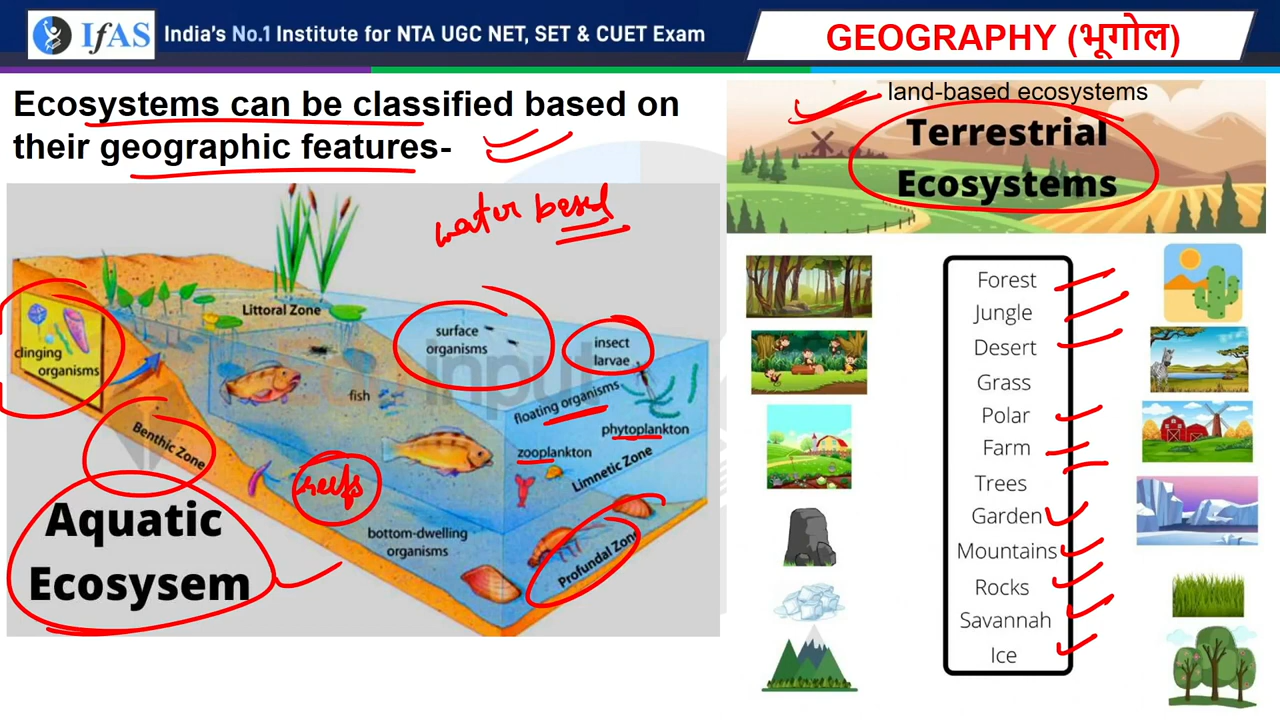 IfAS
India's No.1 Institute for NTA UGC NET, SET & CUET Exam
GEOGRAPHY (भूगोल)
Ecosystems can be classified based on
their geographic features-
water based
Littoral Zone
surface
organisms
insect
larvae
clinging
organisms
fish
floating organisms
phytoplankton
zooplankton
Limnetic Zone
Benthic Zone
reefs
bottom-dwelling
organisms
Profundal Zone
Aquatic
Ecosysem
land-based ecosystems
Terrestrial
Ecosystems
Forest
Jungle
Desert
Grass
Polar
Farm
Trees
Garden
Mountains
Rocks
Savannah
Ice